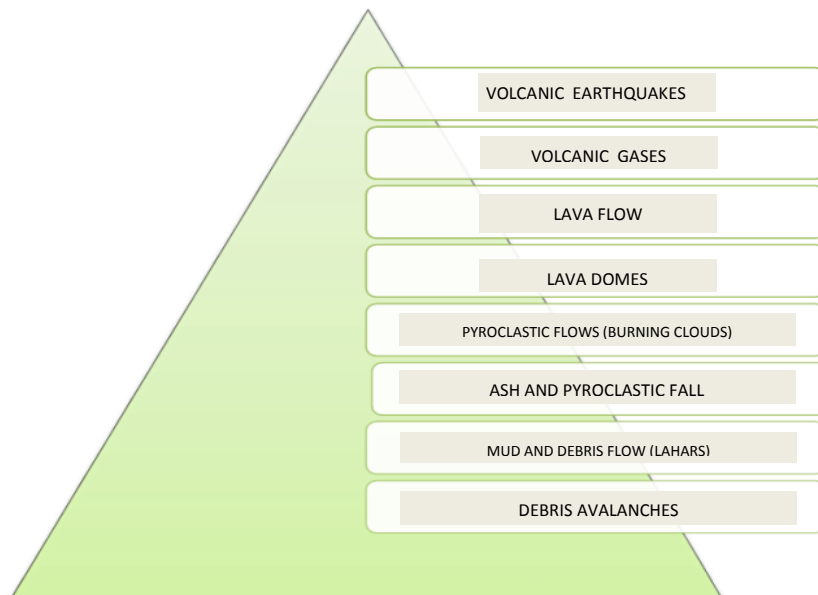 VOLCANIC EARTHQUAKES
VOLCANIC GASES
LAVA FLOW
LAVA DOMES
PYROCLASTIC FLOWS (BURNING CLOUDS)
ASH AND PYROCLASTIC FALL
MUD AND DEBRIS FLOW (LAHARS)
DEBRIS AVALANCHES